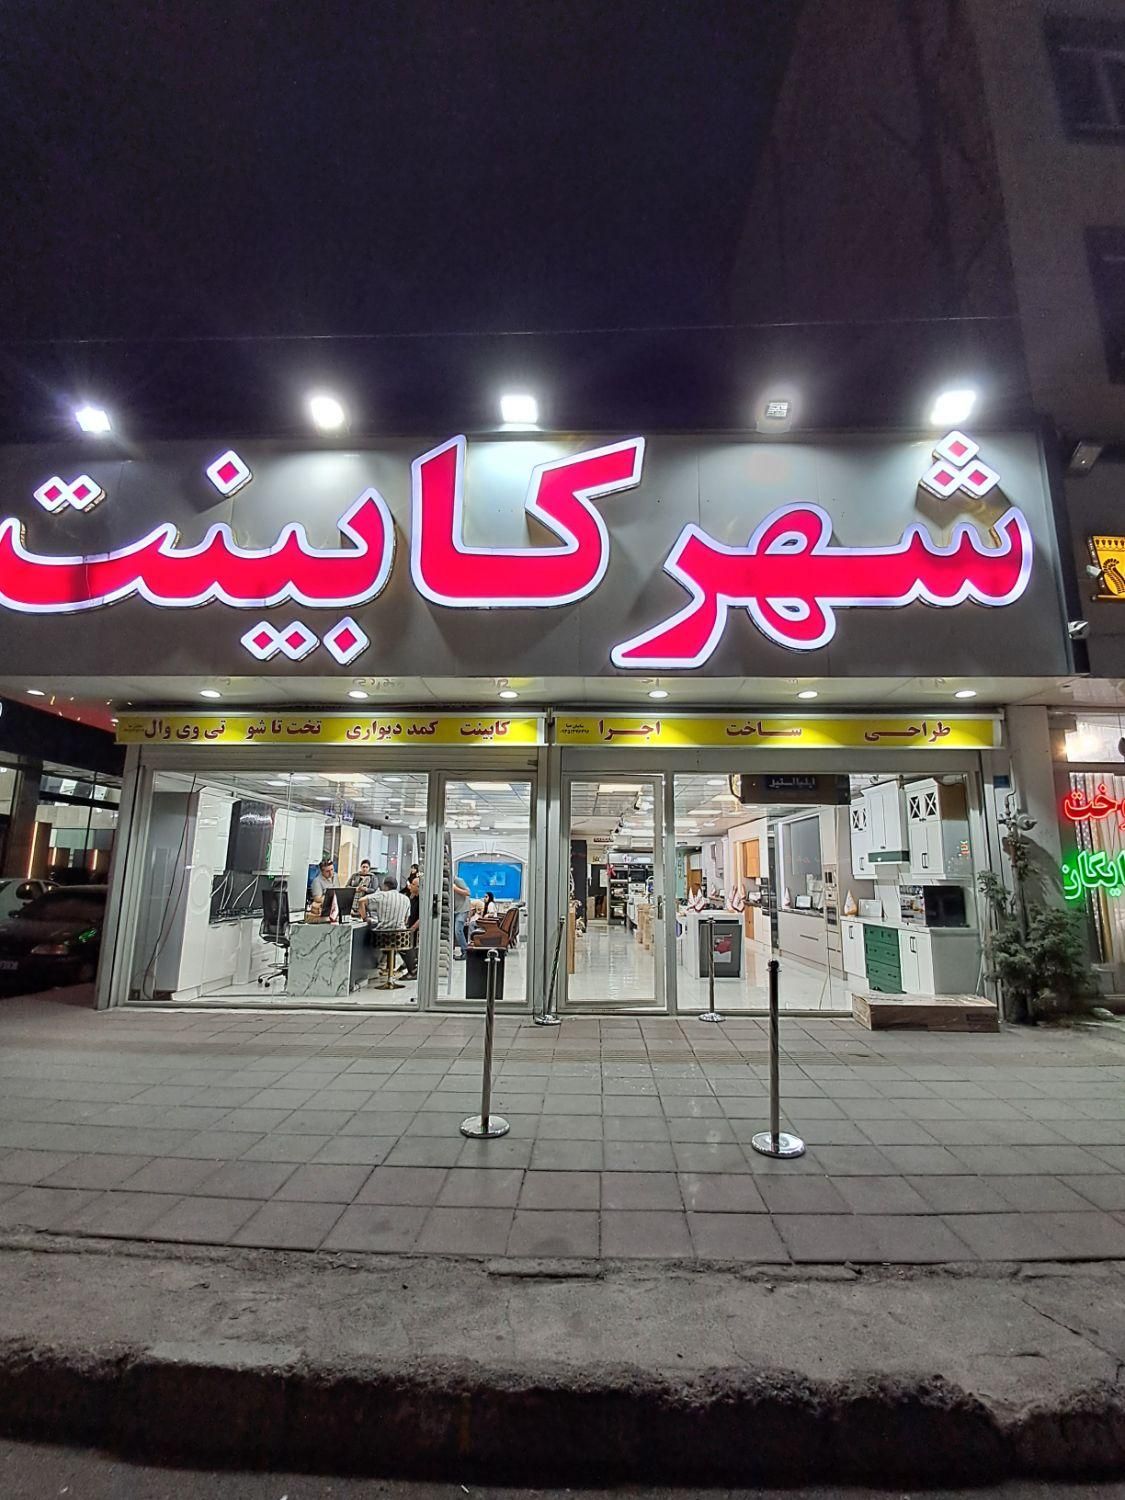 شهر کابینت
طراحی ساخت اجرا
کابینت کمد دیواری تخت تا شو تی وی وال